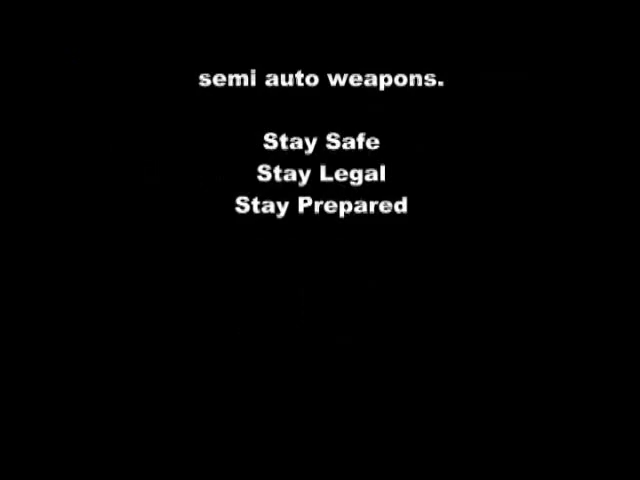 semi auto weapons.
Stay Safe
Stay Legal
Stay Prepared